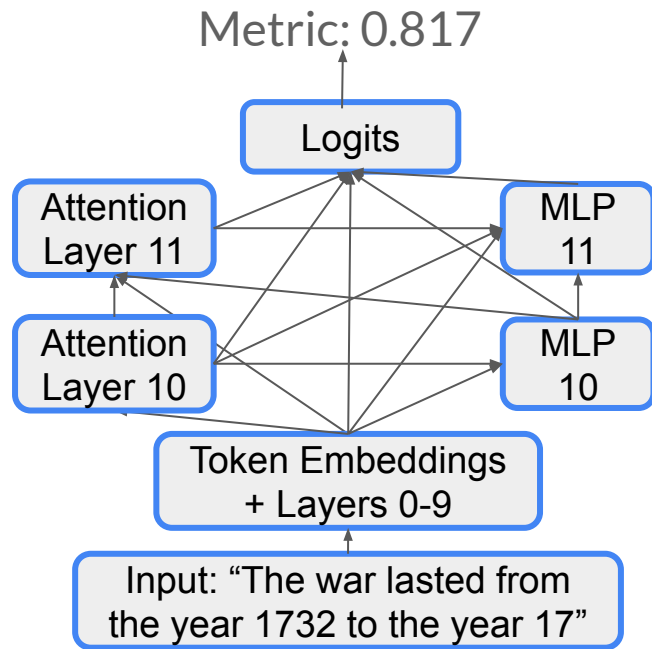 Metric: 0.817
Logits
Attention
Layer 11
MLP
11
Attention
Layer 10
MLP
10
Token Embeddings
+ Layers 0-9
Input: “The war lasted from
the year 1732 to the year 17”